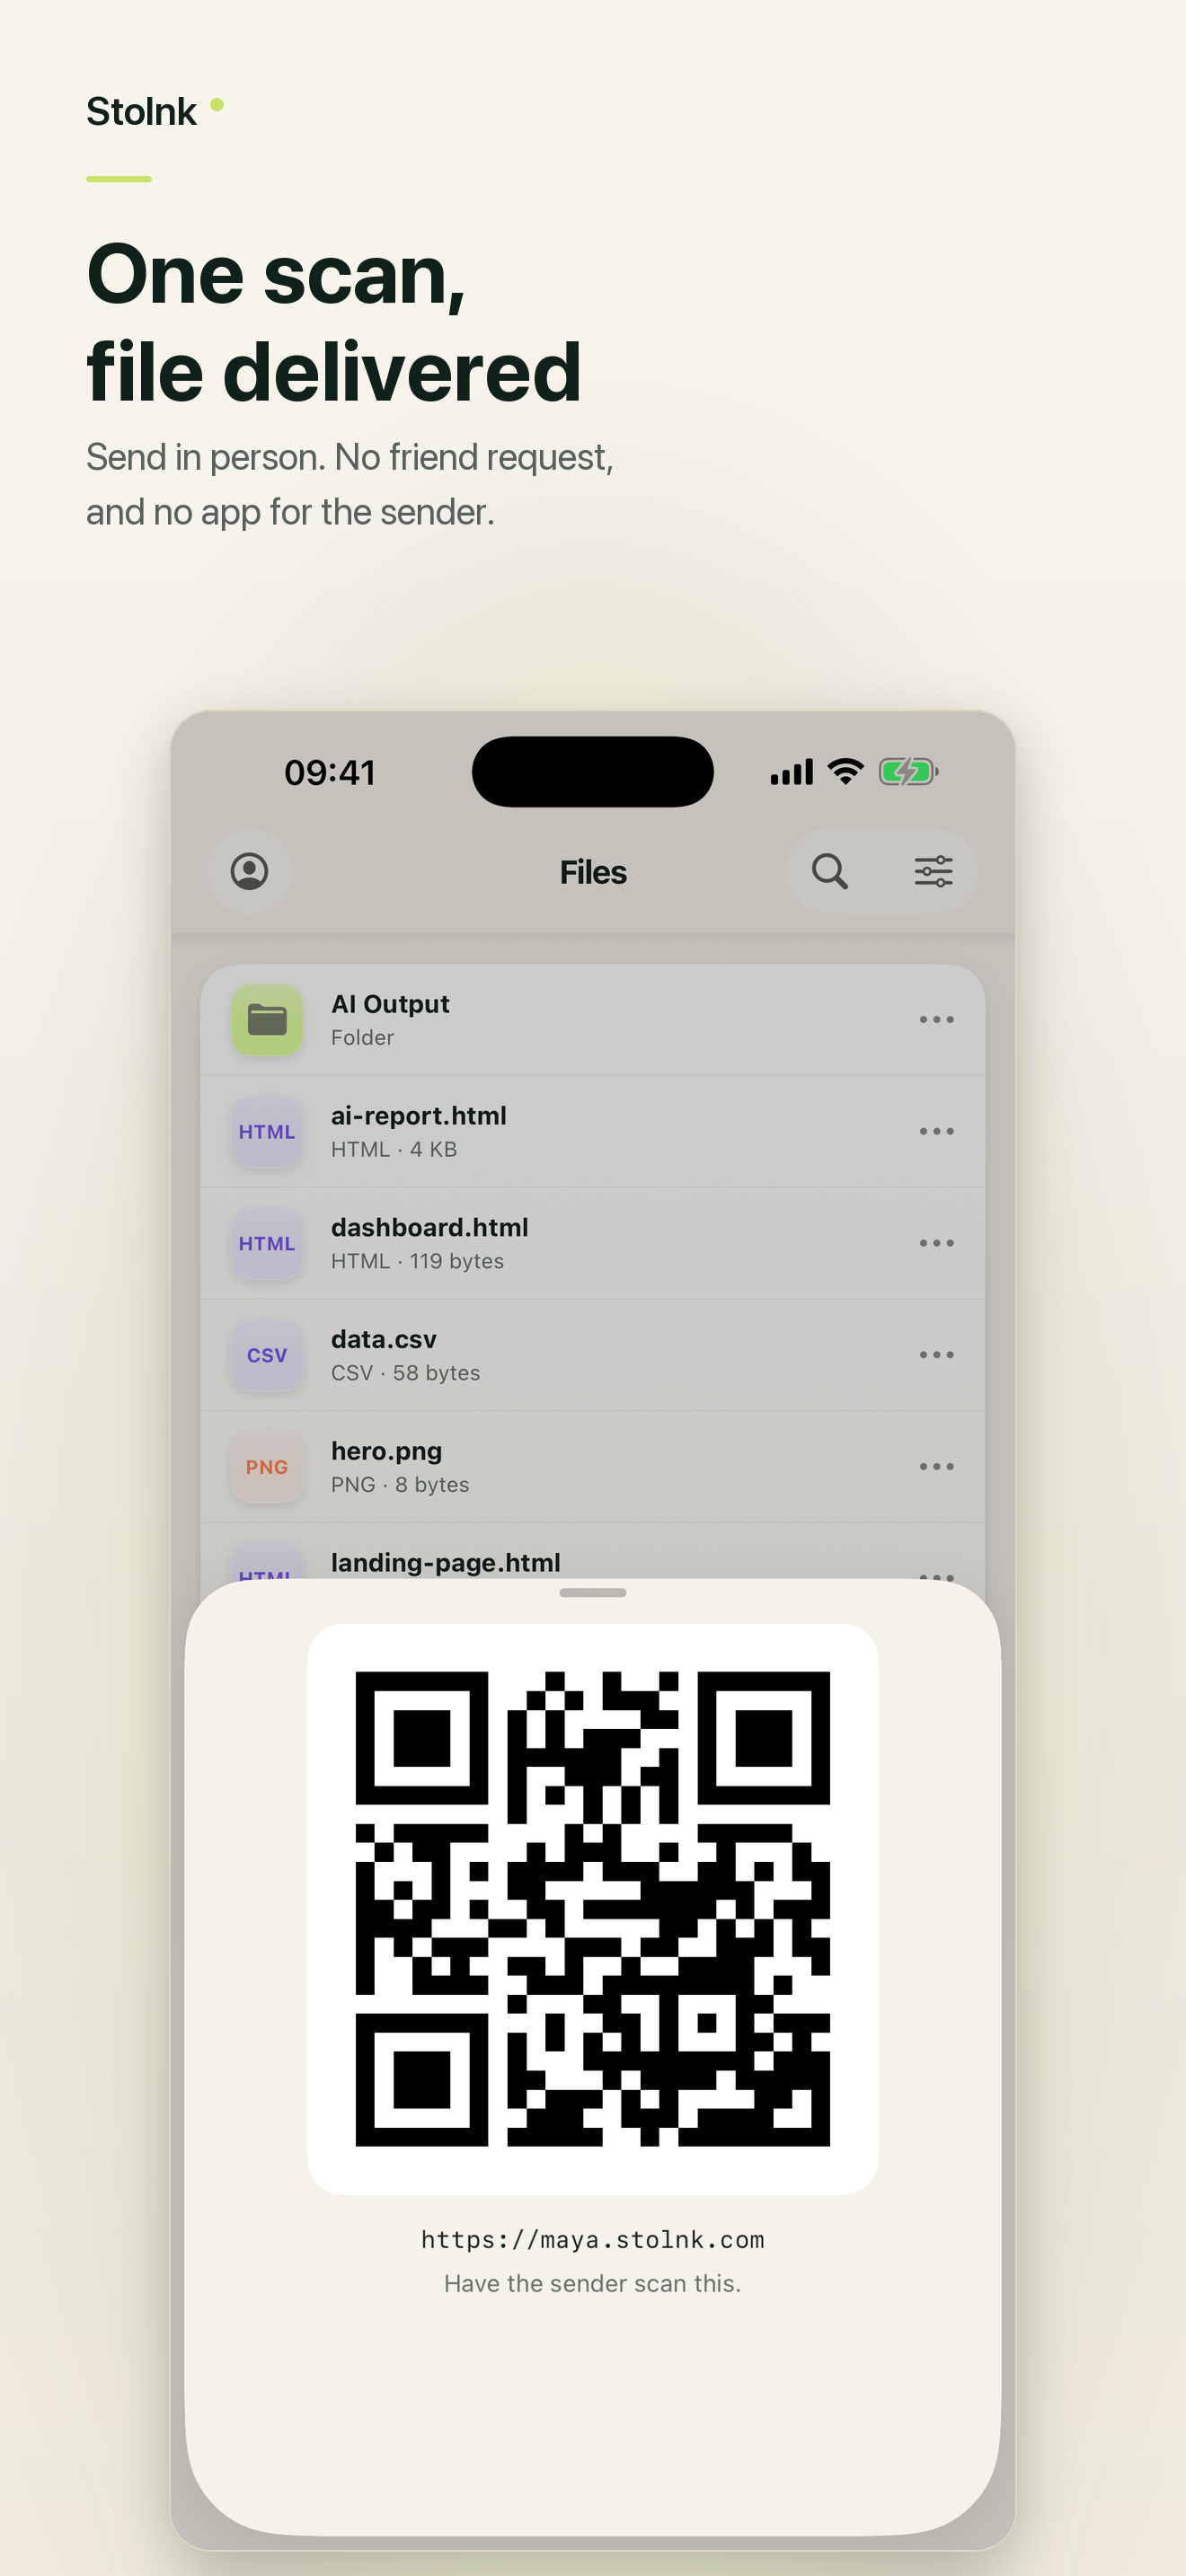 Stolnk
One scan,
file delivered
Send in person. No friend request,
and no app for the sender.
09:41
Files
AI Output
Folder
HTML
ai-report.html
HTML · 4 KB
HTML
dashboard.html
HTML · 119 bytes
CSV
data.csv
CSV · 58 bytes
PNG
hero.png
PNG · 8 bytes
HTML
landing-page.html
https://maya.stolnk.com
Have the sender scan this.